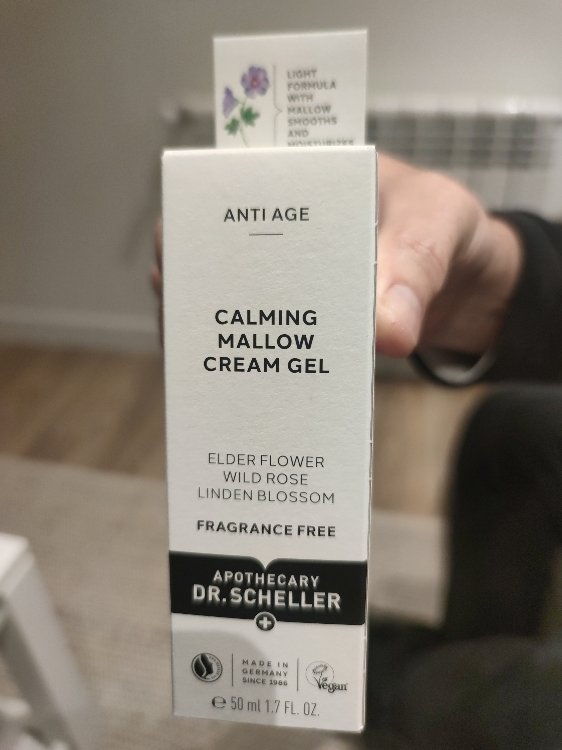 LIGHT
FORMULA
WITH
MALLOW
SMOOTHS
AND
MOISTURIZES
ANTI AGE
CALMING
MALLOW
CREAM GEL
ELDER FLOWER
WILD ROSE
LINDEN BLOSSOM
FRAGRANCE FREE
APOTHECARY
DR. SCHELLER
MADE IN
GERMANY
SINCE 1986
Vegan
℮ 50 ml 1.7 FL. OZ.